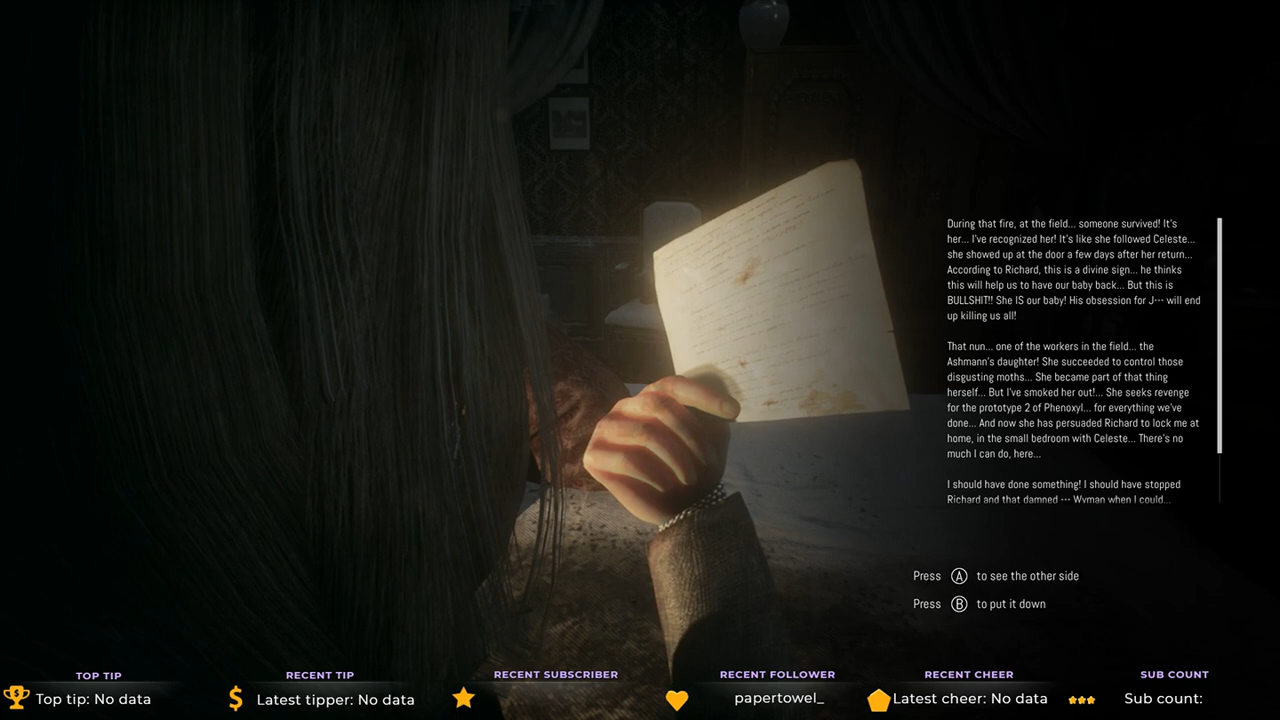 During that fire, at the field... someone survived! It's
her... I've recognized her! It's like she followed Celeste...
she showed up at the door a few days after her return...
According to Richard, this is a divine sign... he thinks
this will help us to have our baby back... But this is
BULLSHIT!! She IS our baby! His obsession for J--- will end
up killing us all!
That nun... one of the workers in the field... the
Ashmann's daughter! She succeeded to control those
disgusting moths... She became part of that thing
herself... But I've smoked her out!... She seeks revenge
for the prototype 2 of Phenoxyl... for everything we've
done... And now she has persuaded Richard to lock me at
home, in the small bedroom with Celeste... There's no
much I can do, here...
I should have done something! I should have stopped
Richard and that damned --- Wyman when I could...
Press A to see the other side
Press B to put it down
TOP TIP
Top tip: No data
RECENT TIP
Latest tipper: No data
RECENT SUBSCRIBER
RECENT FOLLOWER
papertowel_
RECENT CHEER
Latest cheer: No data
SUB COUNT
Sub count: